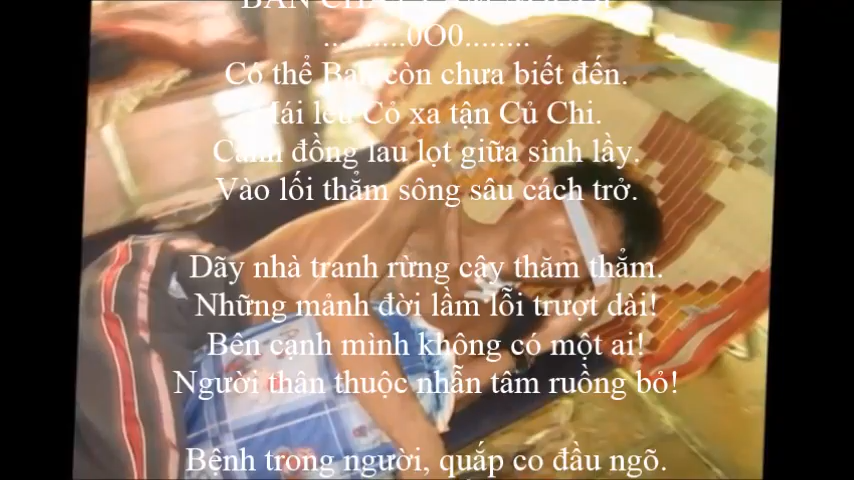 ..........0O0........
Có thể Bạn còn chưa biết đến.
Mái lều Cỏ xa tận Củ Chi.
Cánh đồng lau lọt giữa sình lầy.
Vào lối thẳm sông sâu cách trở.
Dãy nhà tranh rừng cây thăm thẳm.
Những mảnh đời lầm lỗi trượt dài!
Bên cạnh mình không có một ai!
Người thân thuộc nhẫn tâm ruồng bỏ!
Bệnh trong người, quắp co đầu ngõ.